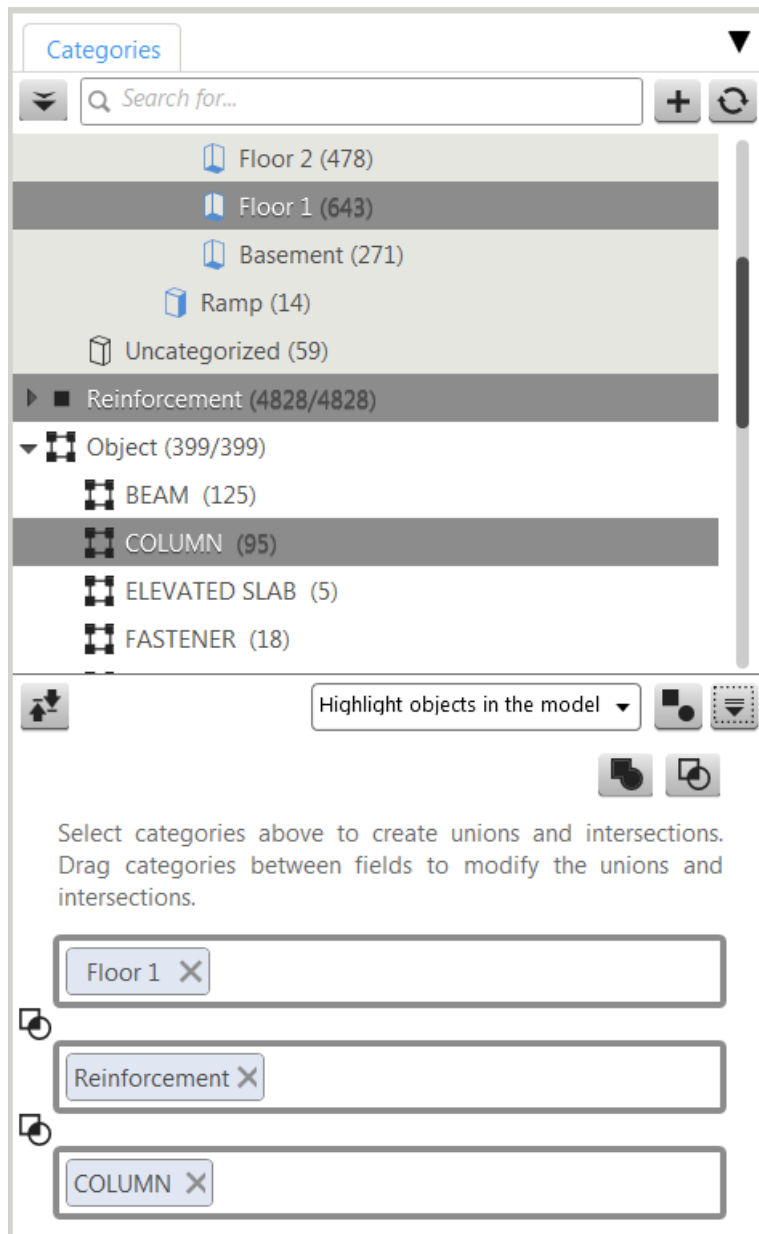 Categories
Search for...
Floor 2 (478)
Floor 1 (643)
Basement (271)
Ramp (14)
Uncategorized (59)
Reinforcement (4828/4828)
Object (399/399)
BEAM (125)
COLUMN (95)
ELEVATED SLAB (5)
FASTENER (18)
Highlight objects in the model
Select categories above to create unions and intersections.
Drag categories between fields to modify the unions and
intersections.
Floor 1
Reinforcement
COLUMN